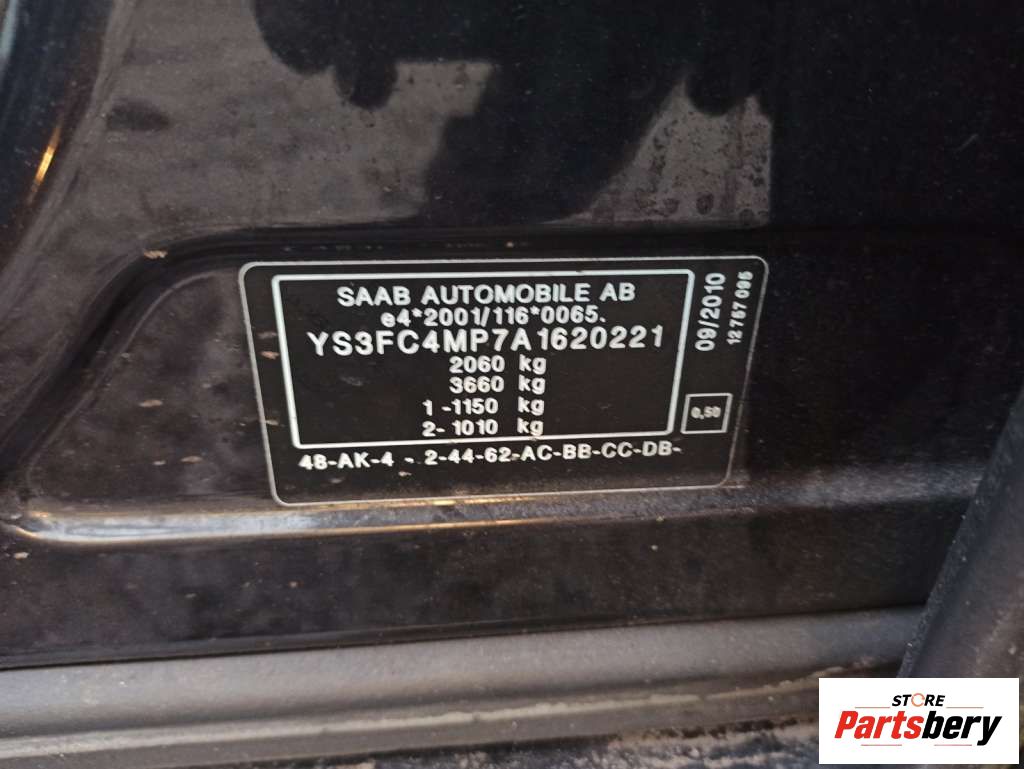 SAAB AUTOMOBILE AB
e4*2001/116*0065.
YS3FC4MP7A1620221
2060 kg
3660 kg
1 -1150 kg
2- 1010 kg
48-AK-4 - 2-44-62-AC-BB-CC-DB-
09/2010
12 757 095
0,50
STORE
Partsbery